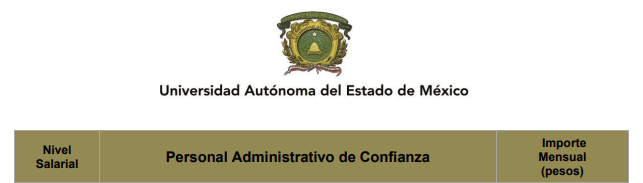 Universidad Autónoma del Estado de México
Nivel
Salarial
Personal Administrativo de Confianza
Importe
Mensual
(pesos)